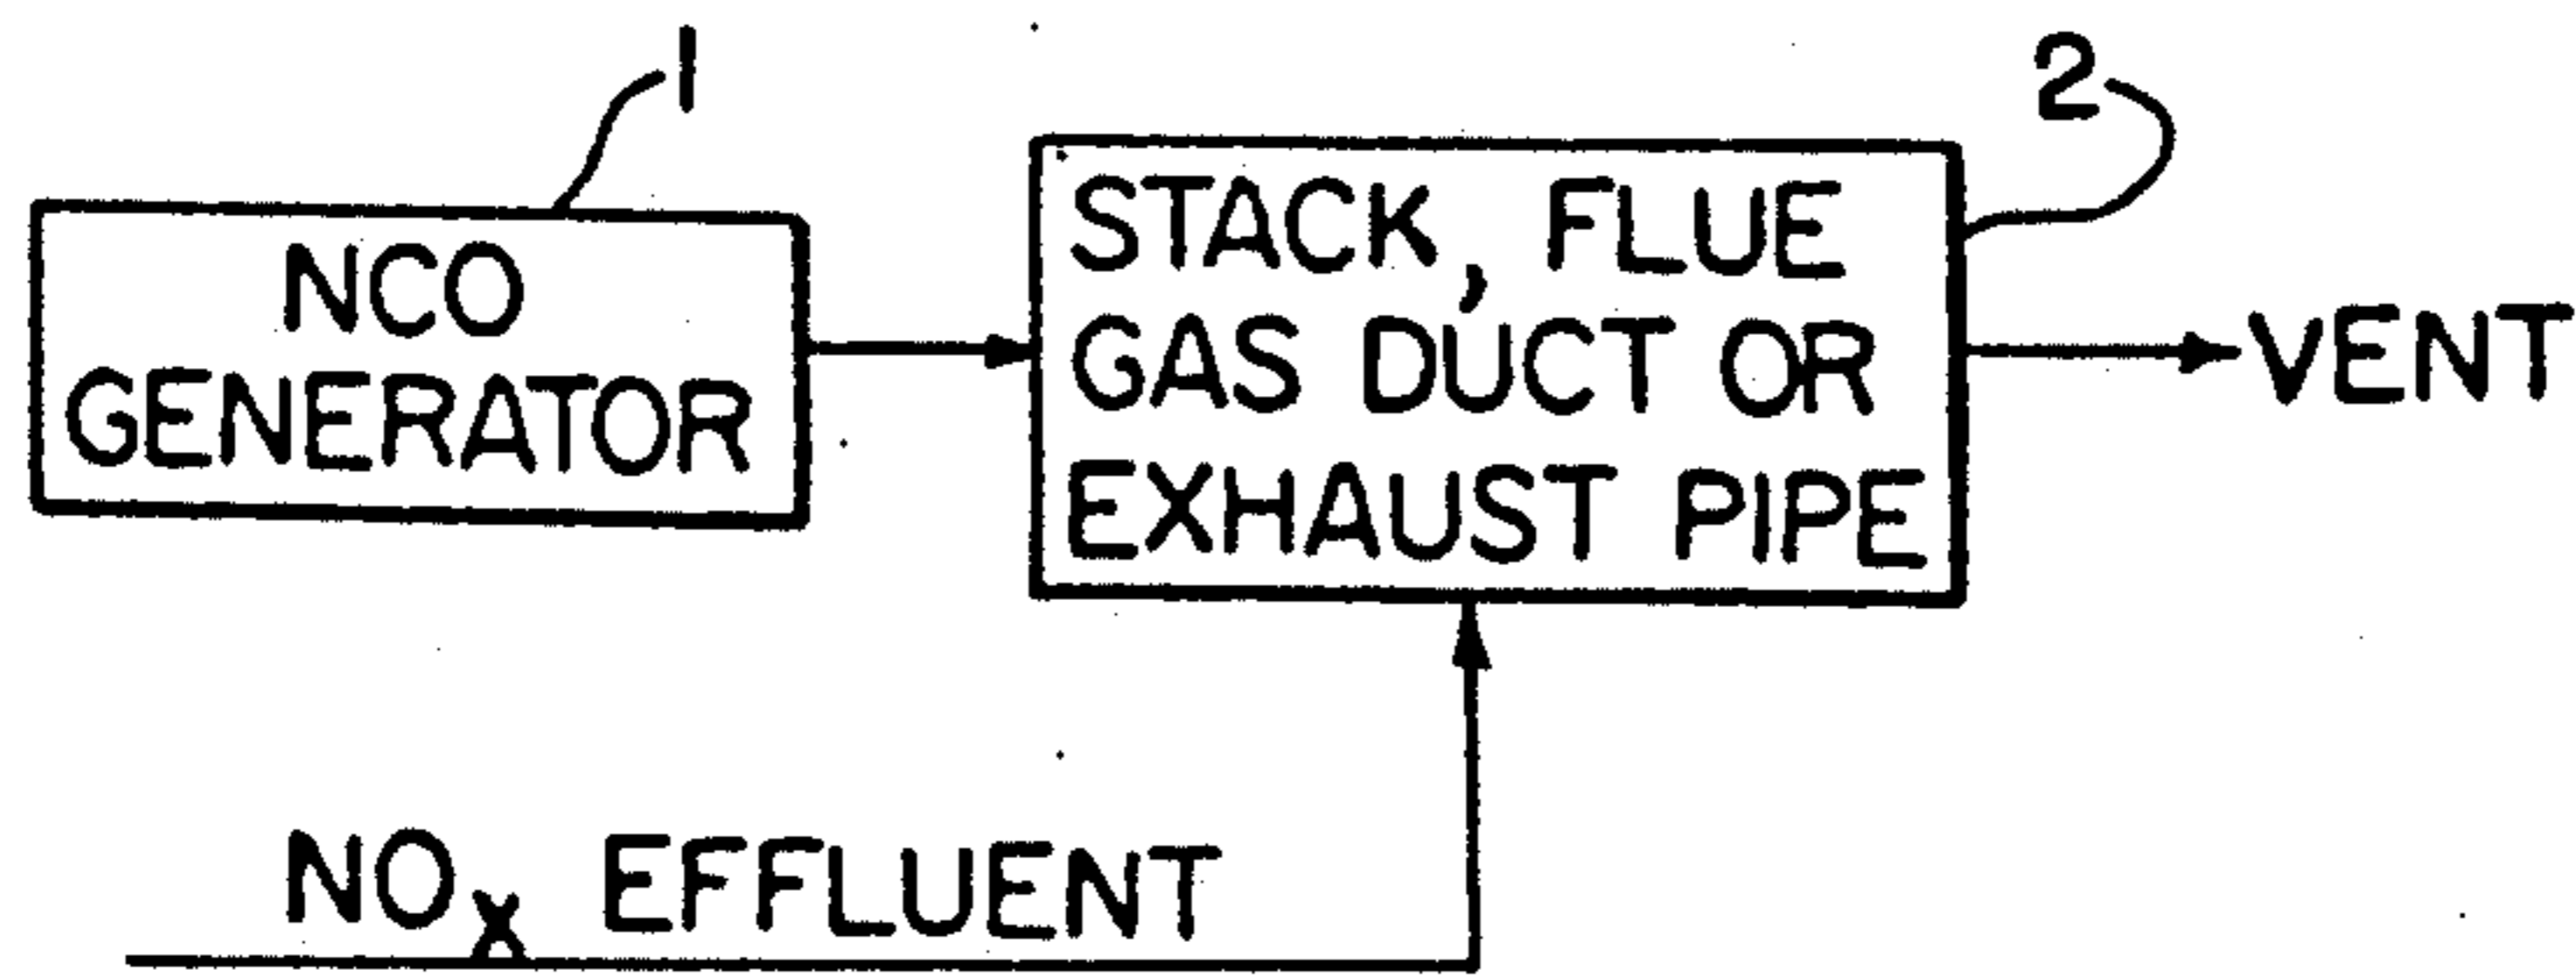 1
2
NCO
GENERATOR
STACK, FLUE
GAS DUCT OR
EXHAUST PIPE
VENT
NOX EFFLUENT